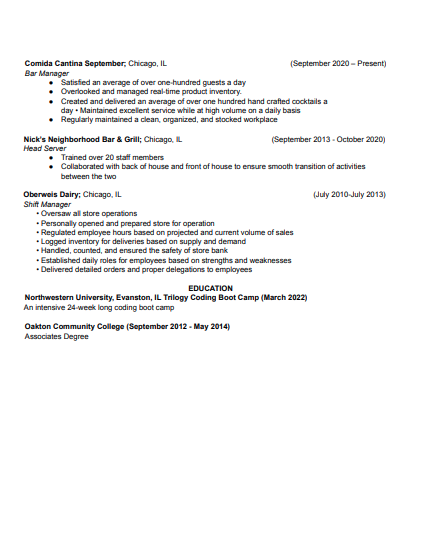 Comida Cantina September; Chicago, IL (September 2020 – Present)
Bar Manager
● Satisfied an average of over one-hundred guests a day
● Overlooked and managed real-time product inventory.
● Created and delivered an average of over one hundred hand crafted cocktails a
day • Maintained excellent service while at high volume on a daily basis
● Regularly maintained a clean, organized, and stocked workplace
Nick's Neighborhood Bar & Grill; Chicago, IL (September 2013 - October 2020)
Head Server
● Trained over 20 staff members
● Collaborated with back of house and front of house to ensure smooth transition of activities
between the two
Oberweis Dairy; Chicago, IL (July 2010-July 2013)
Shift Manager
• Oversaw all store operations
• Personally opened and prepared store for operation
• Regulated employee hours based on projected and current volume of sales
• Logged inventory for deliveries based on supply and demand
• Handled, counted, and ensured the safety of store bank
• Established daily roles for employees based on strengths and weaknesses
• Delivered detailed orders and proper delegations to employees
EDUCATION
Northwestern University, Evanston, IL Trilogy Coding Boot Camp (March 2022)
An intensive 24-week long coding boot camp
Oakton Community College (September 2012 - May 2014)
Associates Degree